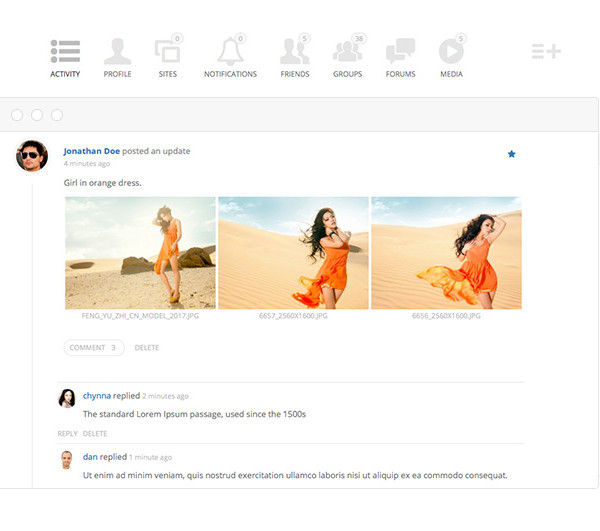 0
0
5
38
5
ACTIVITY PROFILE SITES NOTIFICATIONS FRIENDS GROUPS FORUMS MEDIA
Jonathan Doe posted an update
4 minutes ago
Girl in orange dress.
FENG_YU_ZHI_CN_MODEL_2017.JPG 6657_2560X1600.JPG 6656_2560X1600.JPG
COMMENT 3 DELETE
chynna replied 2 minutes ago
The standard Lorem Ipsum passage, used since the 1500s
REPLY DELETE
dan replied 1 minute ago
Ut enim ad minim veniam, quis nostrud exercitation ullamco laboris nisi ut aliquip ex ea commodo consequat.